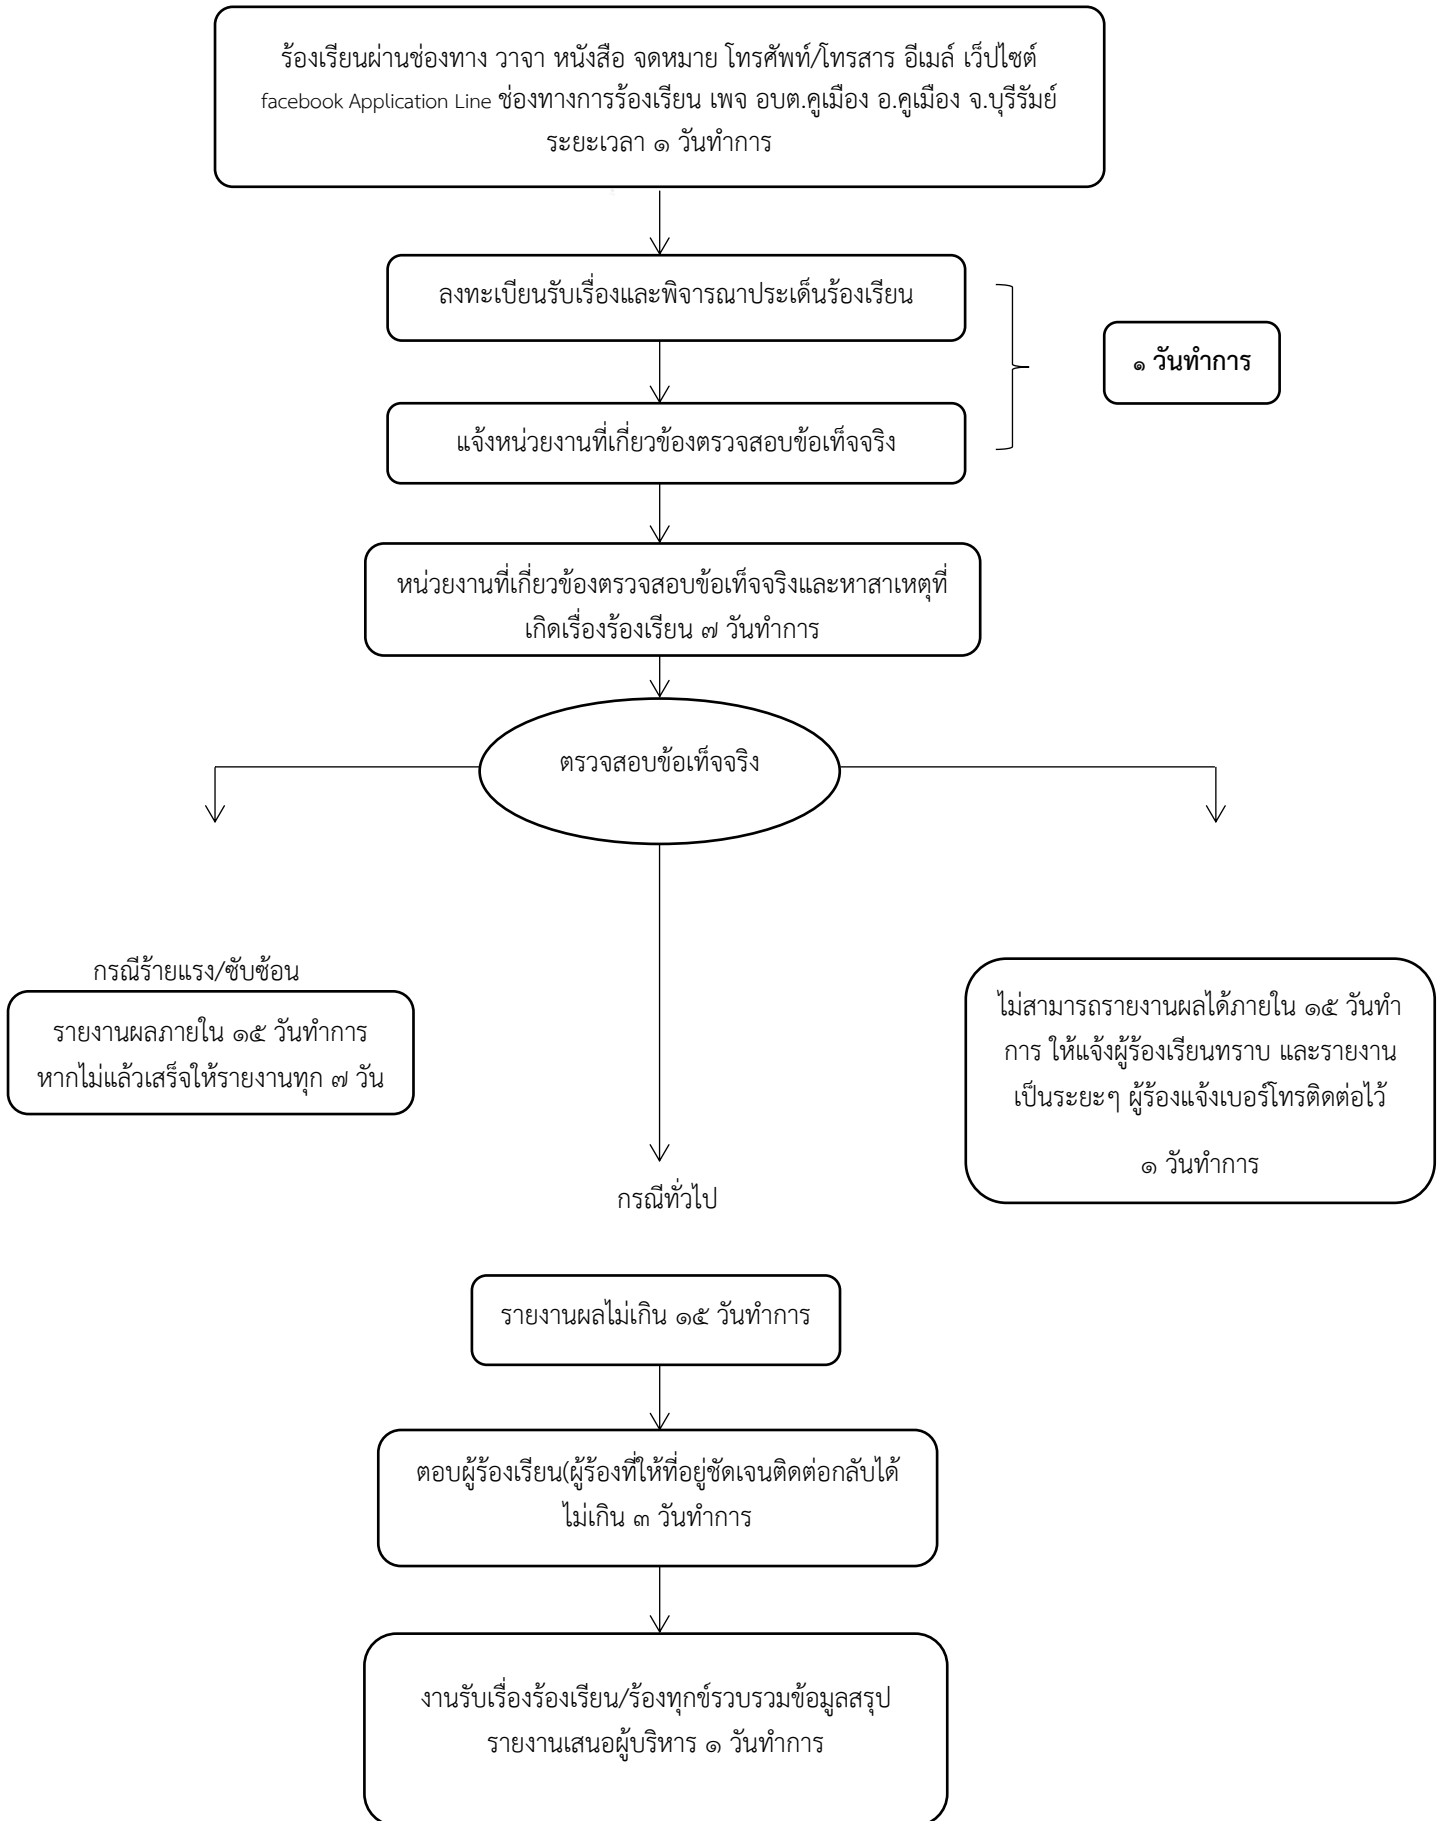 ร้องเรียนผ่านช่องทาง วาจา หนังสือ จดหมาย โทรศัพท์/โทรสาร อีเมล์ เว็ปไซต์
facebook Application Line ช่องทางการร้องเรียน เพจ อบต.คูเมือง อ.คูเมือง จ.บุรีรัมย์
ระยะเวลา ๑ วันทำการ
ลงทะเบียนรับเรื่องและพิจารณาประเด็นร้องเรียน
๑ วันทำการ
แจ้งหน่วยงานที่เกี่ยวข้องตรวจสอบข้อเท็จจริง
หน่วยงานที่เกี่ยวข้องตรวจสอบข้อเท็จจริงและหาสาเหตุที่
เกิดเรื่องร้องเรียน ๗ วันทำการ
ตรวจสอบข้อเท็จจริง
กรณีร้ายแรง/ซับซ้อน
รายงานผลภายใน ๑๕ วันทำการ
หากไม่แล้วเสร็จให้รายงานทุก ๗ วัน
ไม่สามารถรายงานผลได้ภายใน ๑๕ วันทำ
การ ให้แจ้งผู้ร้องเรียนทราบ และรายงาน
เป็นระยะๆ ผู้ร้องแจ้งเบอร์โทรติดต่อไว้
๑ วันทำการ
กรณีทั่วไป
รายงานผลไม่เกิน ๑๕ วันทำการ
ตอบผู้ร้องเรียน(ผู้ร้องที่ให้ที่อยู่ชัดเจนติดต่อกลับได้
ไม่เกิน ๓ วันทำการ
งานรับเรื่องร้องเรียน/ร้องทุกข์รวบรวมข้อมูลสรุป
รายงานเสนอผู้บริหาร ๑ วันทำการ